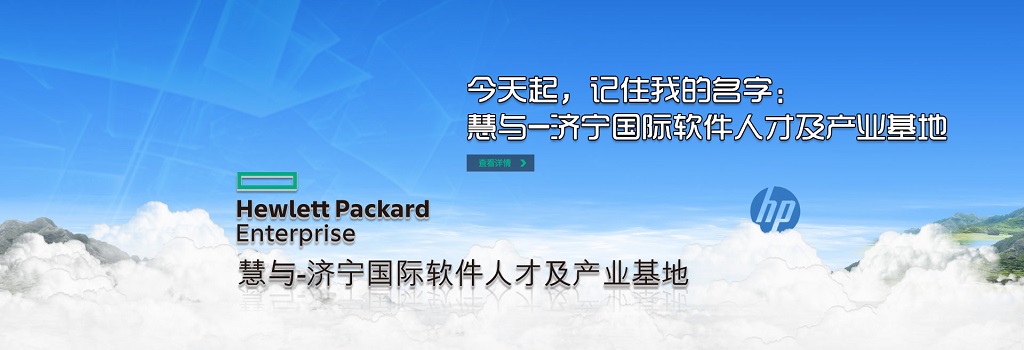 今天起，记住我的名字：
慧与-济宁国际软件人才及产业基地
查看详情 >
Hewlett Packard
Enterprise
hp
慧与-济宁国际软件人才及产业基地